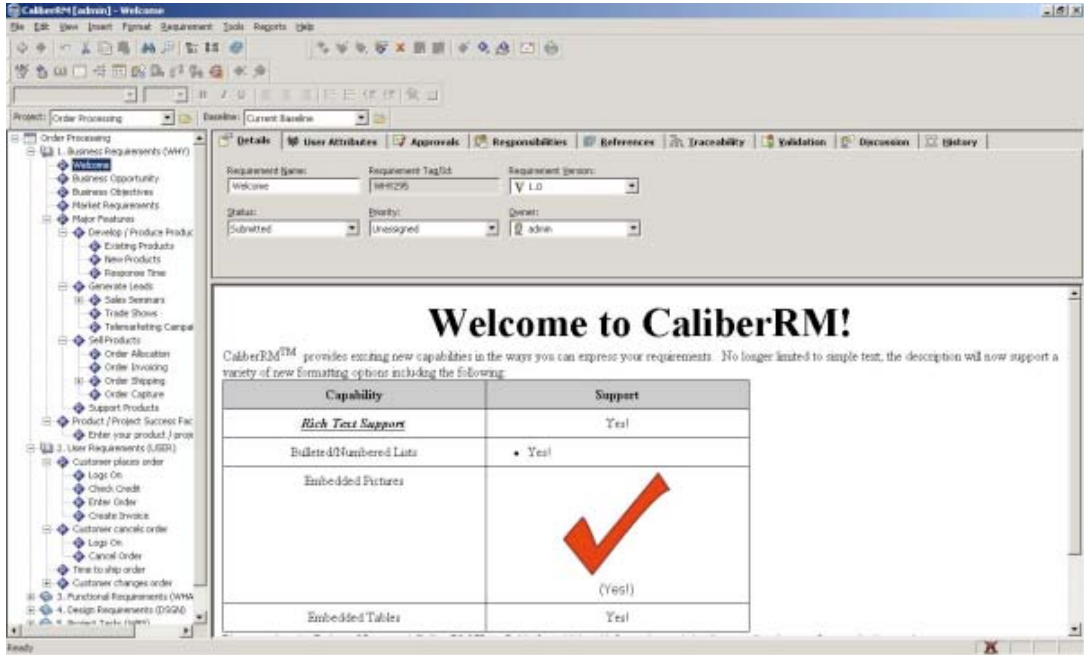 CaliberRM [admin] - Welcome
File Edit View Insert Format Requirement Tools Reports Help
Project: Order Processing Baseline: Current Baseline
Order Processing
1. Business Requirements (WHY)
Welcome
Business Opportunity
Business Objectives
Market Requirements
Major Features
Develop / Produce Produc
Existing Products
New Products
Response Time
Generate Leads
Sales Seminars
Trade Shows
Telemarketing Campai
Sell Products
Order Allocation
Order Invoicing
Order Shipping
Order Capture
Support Products
Product / Project Success Fac
Enter your product / proje
2. User Requirements (USER)
Customer places order
Logs On
Check Credit
Enter Order
Create Invoice
Customer cancels order
Logs On
Cancel Order
Time to ship order
Customer changes order
3. Functional Requirements (WHA
4. Design Requirements (DSGN)
Ready
Details User Attributes Approvals Responsibilities References Traceability Validation Discussion History
Requirement Name: Requirement Tag/Id: Requirement Version:
Welcome WHY295 1.0
Status: Priority: Owner:
Submitted Unassigned admin
Welcome to CaliberRM!
CaliberRM™ provides exciting new capabilities in the ways you can express your requirements. No longer limited to simple text, the description will now support a
variety of new formatting options including the following:
Capability Support
Rich Text Support Yes!
Bulleted/Numbered Lists • Yes!
Embedded Pictures
(Yes!)
Embedded Tables Yes!